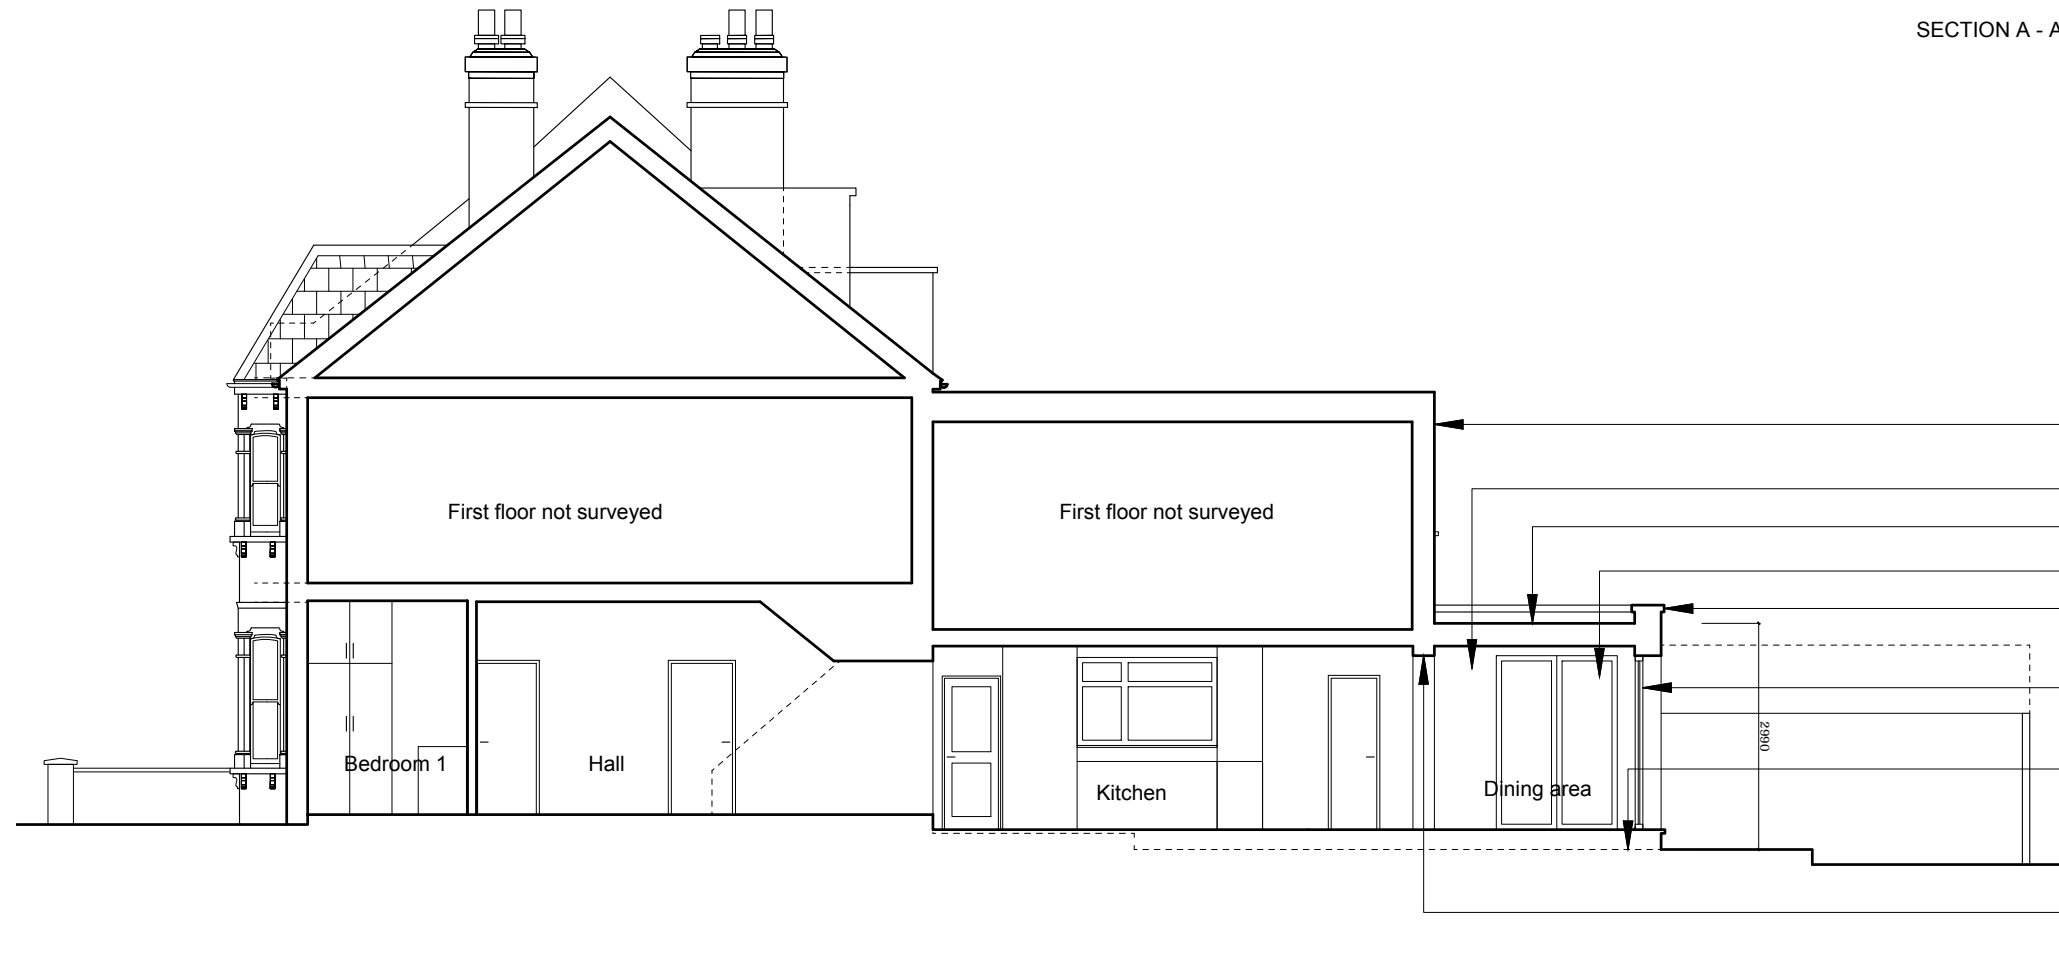 SECTION A - A
First floor not surveyed
First floor not surveyed
2990
Bedroom 1
Hall
Kitchen
Dining area